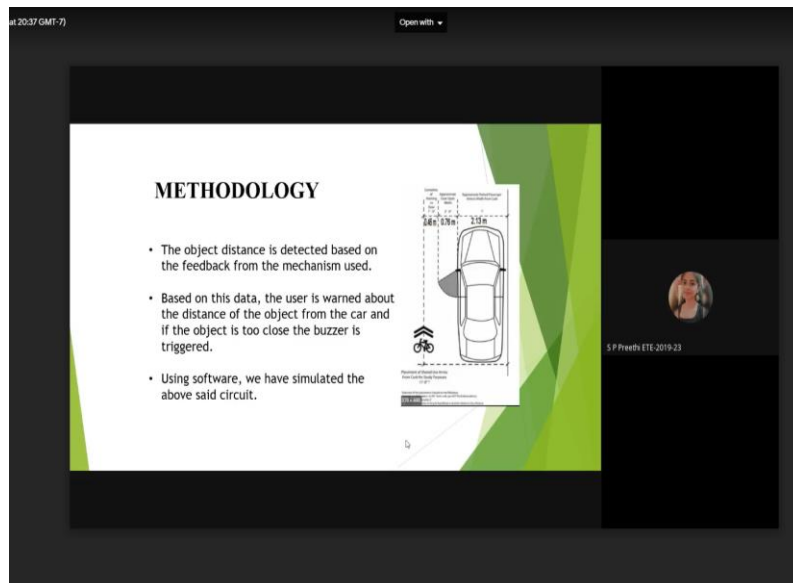 at 20:37 GMT-7)
Open with
METHODOLOGY
• The object distance is detected based on
the feedback from the mechanism used.
• Based on this data, the user is warned about
the distance of the object from the car and
if the object is too close the buzzer is
triggered.
• Using software, we have simulated the
above said circuit.
0.76 m 2.13 m
S P Preethi ETE-2019-23